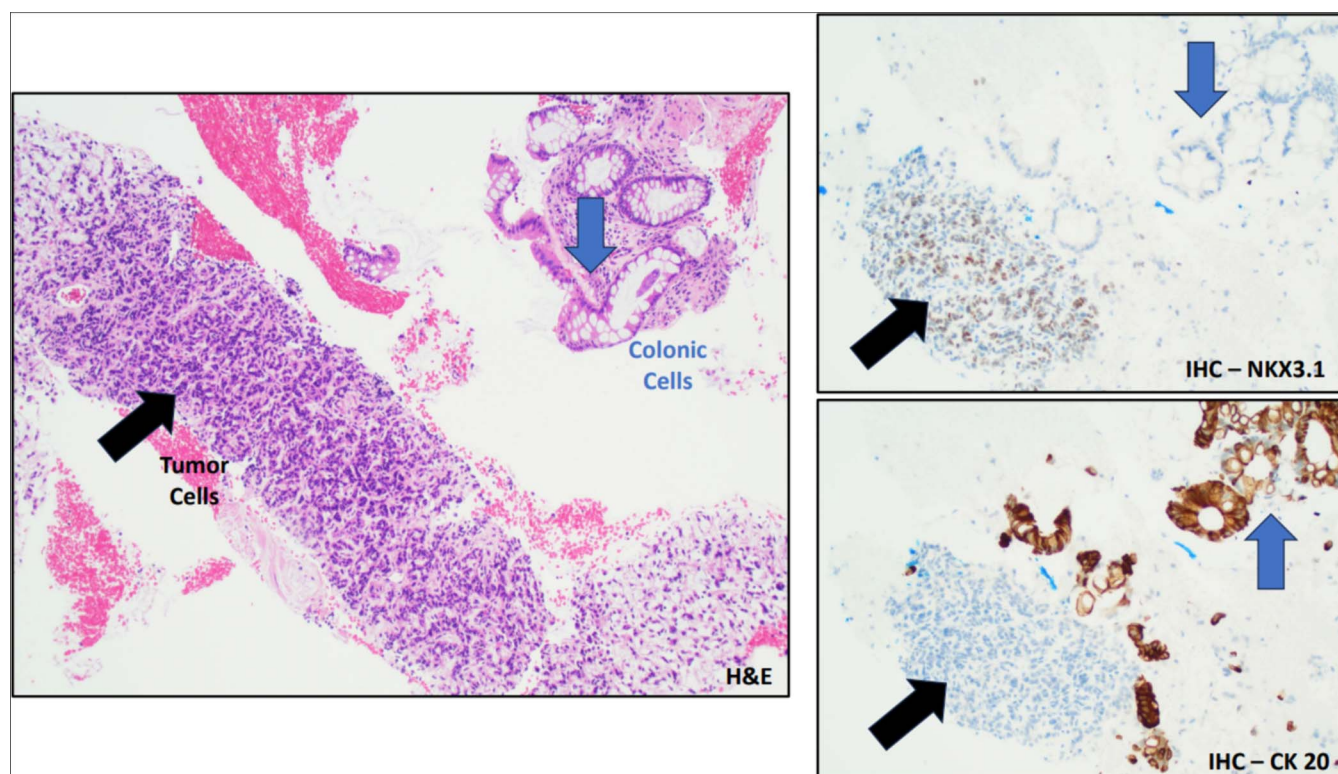 Colonic
Cells
Tumor
Cells
H&E
IHC – NKX3.1
IHC – CK 20